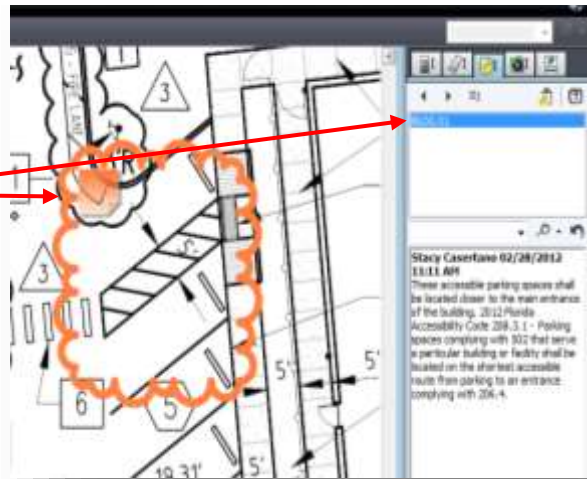 1
3
FIRE LANE
'R
3
5'
6
5
5'
19.31'
5'
Stacy Casertano 02/28/2012
11:11 AM
These accessible parking spaces shall
be located closer to the main entrance
of the building. 2012 Florida
Accessibility Code 208.3.1 - Parking
spaces complying with 502 that serve
a particular building or facility shall be
located on the shortest accessible
route from parking to an entrance
complying with 206.4.